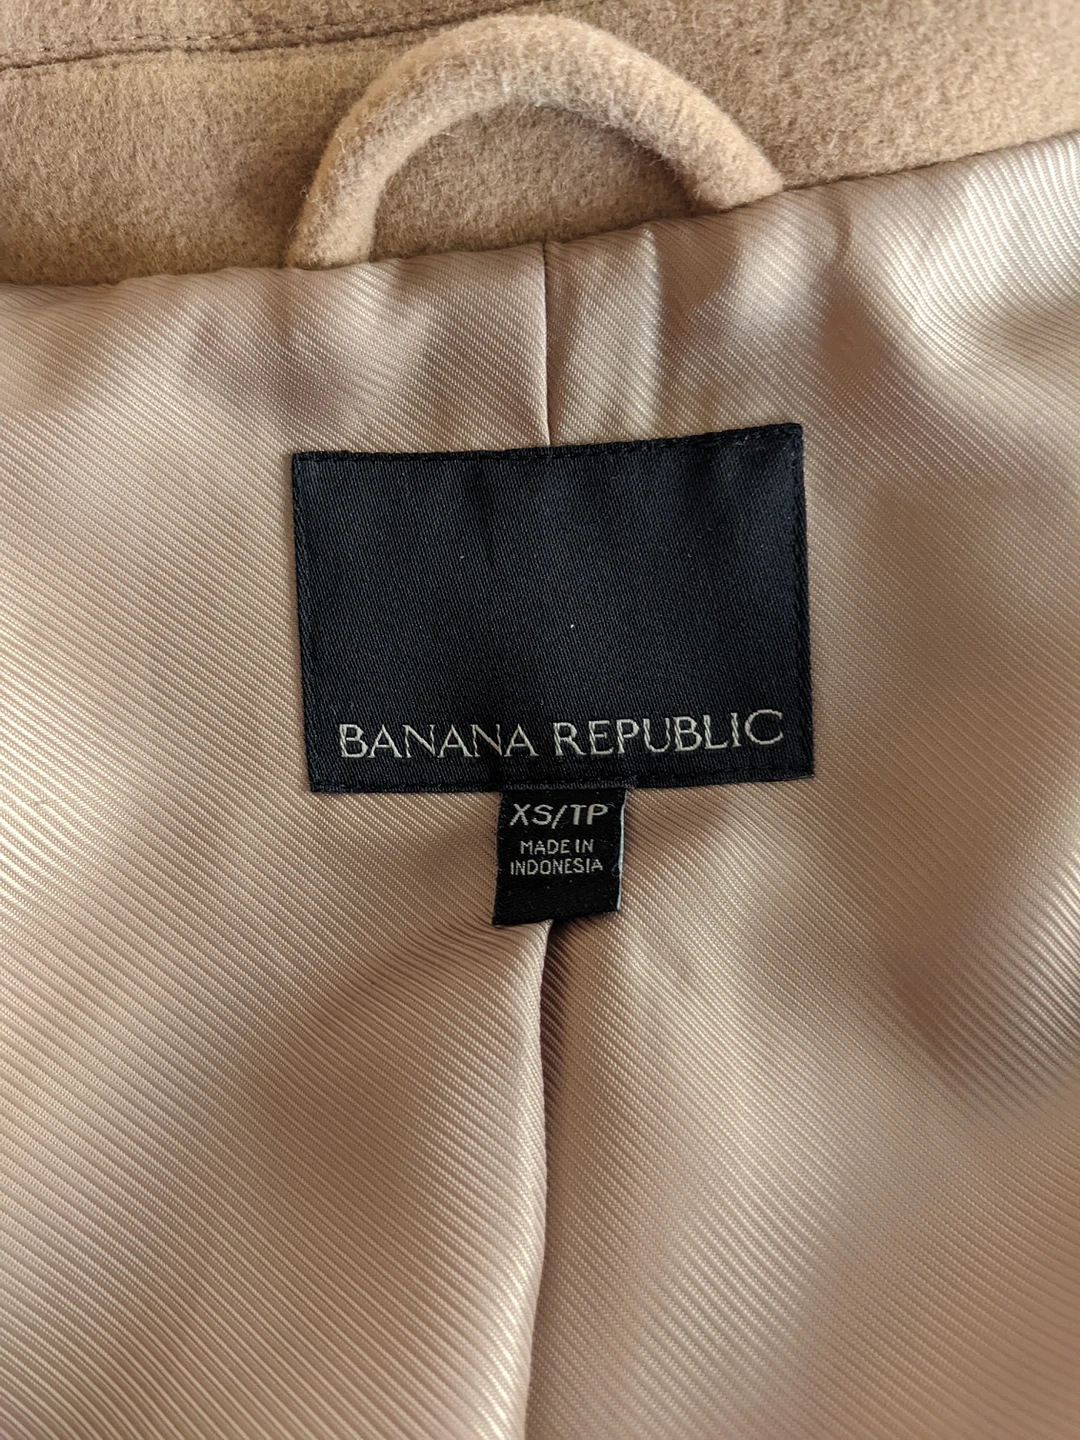 BANANA REPUBLIC
XS/TP
MADE IN
INDONESIA